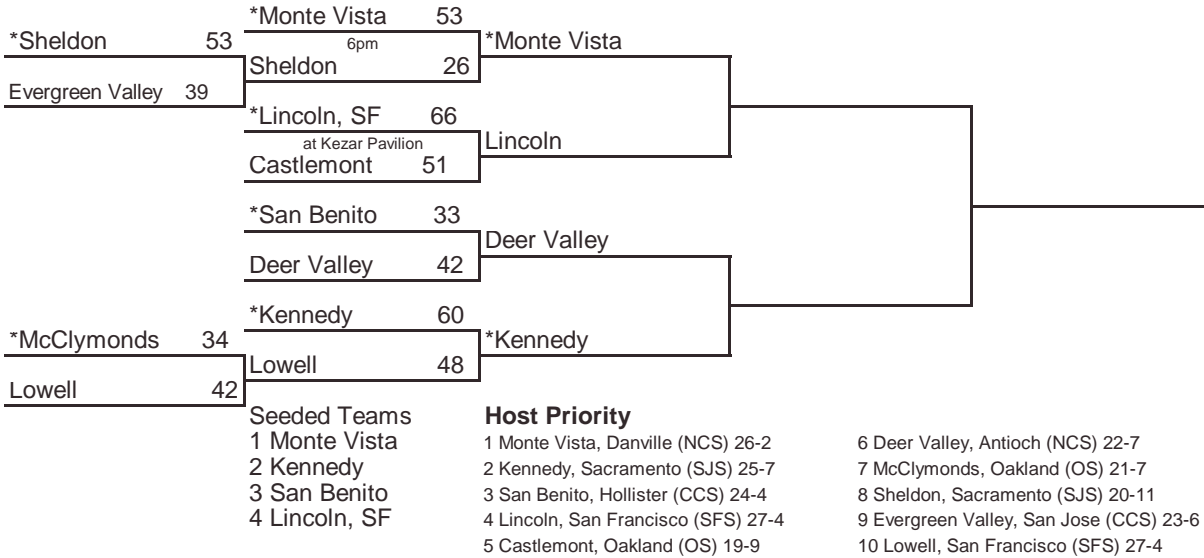 *Sheldon 53
Evergreen Valley 39
*McClymonds 34
Lowell 42
*Monte Vista 53
6pm
Sheldon 26
*Lincoln, SF 66
at Kezar Pavilion
Castlemont 51
*San Benito 33
Deer Valley 42
*Kennedy 60
Lowell 48
*Monte Vista
Lincoln
Deer Valley
*Kennedy
Seeded Teams
1 Monte Vista
2 Kennedy
3 San Benito
4 Lincoln, SF
Host Priority
1 Monte Vista, Danville (NCS) 26-2
2 Kennedy, Sacramento (SJS) 25-7
3 San Benito, Hollister (CCS) 24-4
4 Lincoln, San Francisco (SFS) 27-4
5 Castlemont, Oakland (OS) 19-9
6 Deer Valley, Antioch (NCS) 22-7
7 McClymonds, Oakland (OS) 21-7
8 Sheldon, Sacramento (SJS) 20-11
9 Evergreen Valley, San Jose (CCS) 23-6
10 Lowell, San Francisco (SFS) 27-4